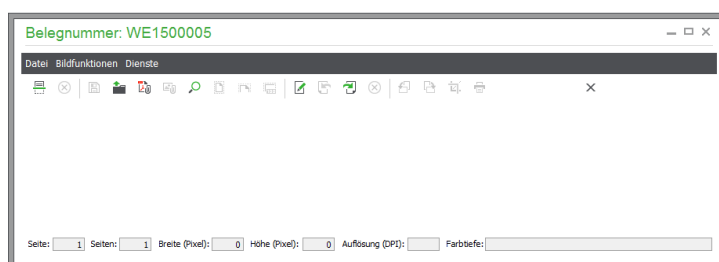 Belegnummer: WE1500005
Datei Bildfunktionen Dienste
Seite: 1 Seiten: 1 Breite (Pixel): 0 Höhe (Pixel): 0 Auflösung (DPI): Farbtiefe: